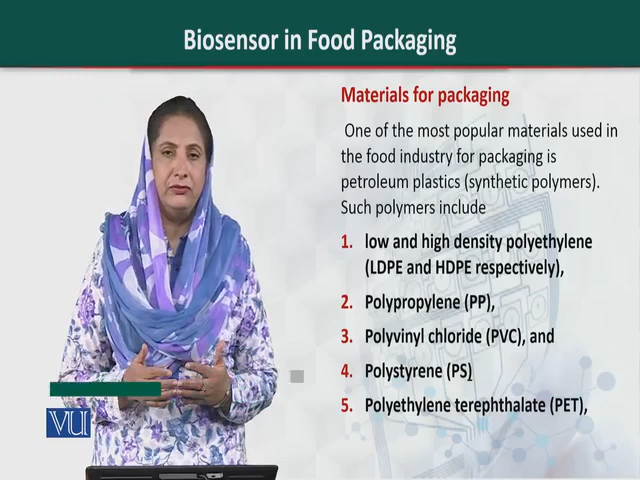 Biosensor in Food Packaging
Materials for packaging
One of the most popular materials used in
the food industry for packaging is
petroleum plastics (synthetic polymers).
Such polymers include
1. low and high density polyethylene
(LDPE and HDPE respectively),
2. Polypropylene (PP),
3. Polyvinyl chloride (PVC), and
4. Polystyrene (PS)
5. Polyethylene terephthalate (PET),
VU